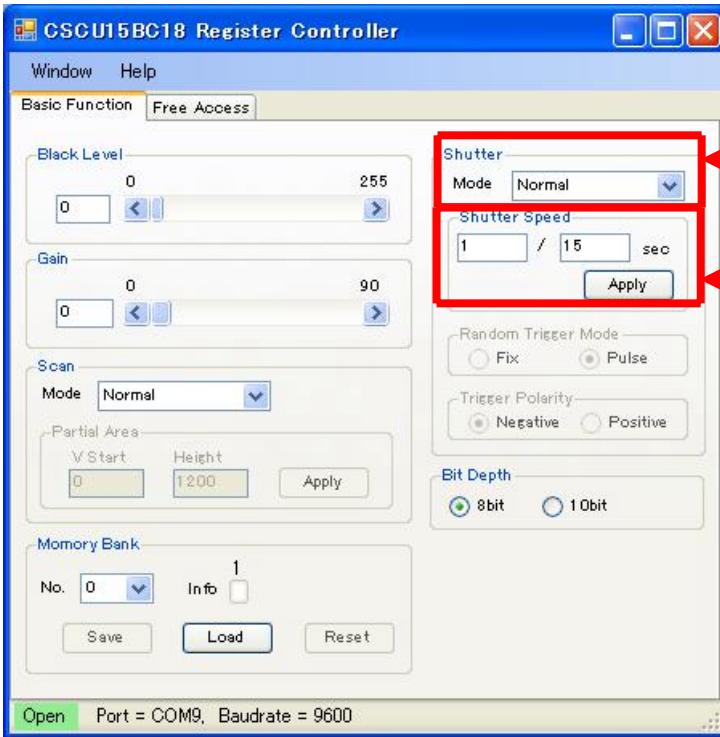 CSCU15BC18 Register Controller
Window Help
Basic Function Free Access
Black Level
0 255
0
Gain
0 90
0
Scan
Mode Normal
Partial Area
V Start Height
0 1200 Apply
Momory Bank
1
No. 0 Info
Save Load Reset
Shutter
Mode Normal
Shutter Speed
1 / 15 sec
Apply
Random Trigger Mode
Fix Pulse
Trigger Polarity
Negative Positive
Bit Depth
8bit 10bit
Open Port = COM9, Baudrate = 9600